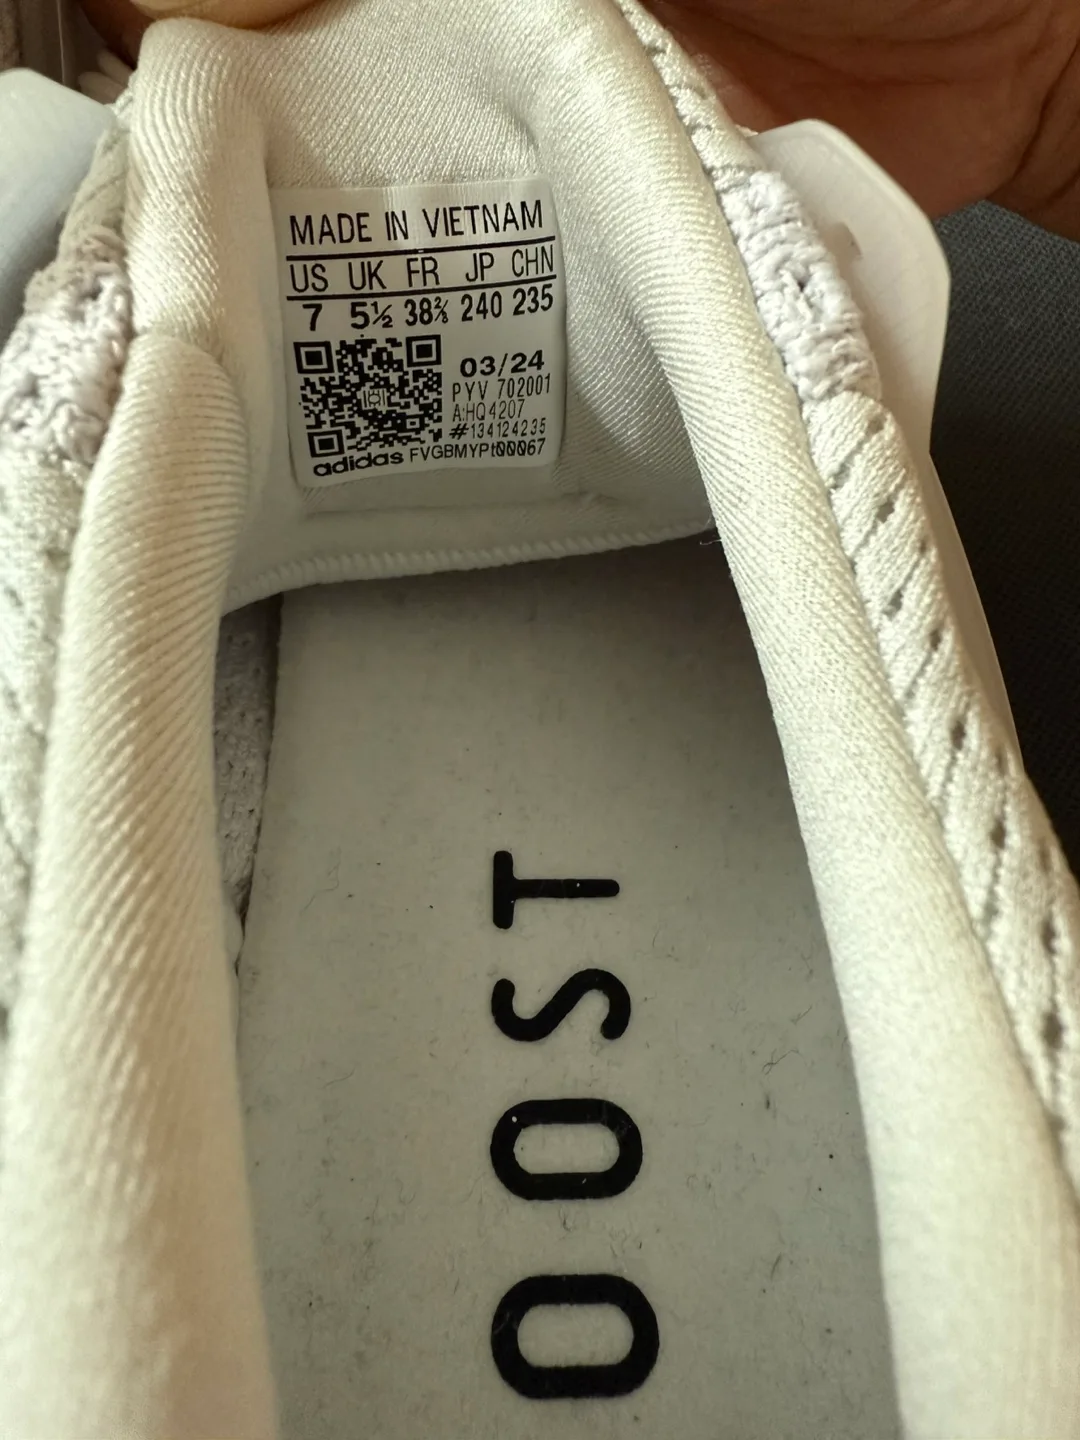 MADE IN VIETNAM
US UK FR JP CHN
7 5½ 38⅔ 240 235
03/24
PYV 702001
A:HQ4207
#134124235
adidas FVGBMYPt00067
OOST